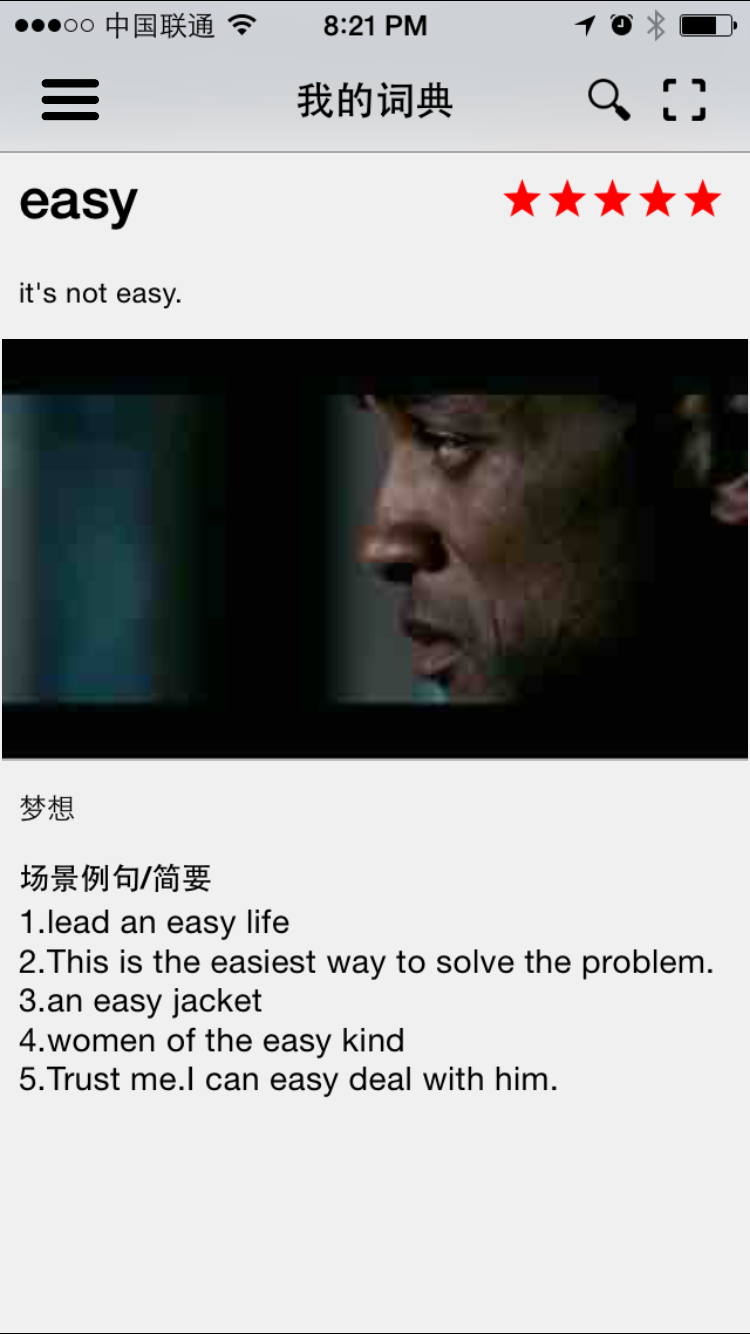 中国联通 8:21 PM
我的词典
easy
it's not easy.
梦想
场景例句/简要
1.lead an easy life
2.This is the easiest way to solve the problem.
3.an easy jacket
4.women of the easy kind
5.Trust me.I can easy deal with him.